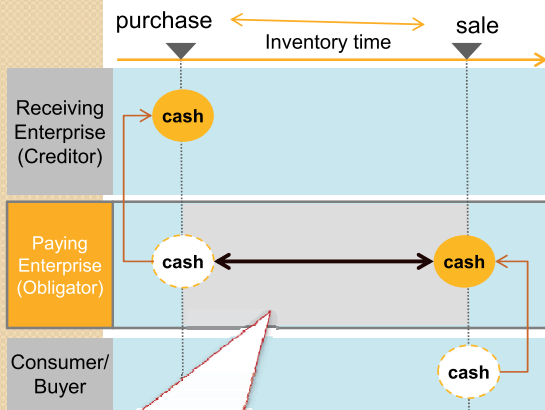 purchase
sale
Inventory time
Receiving
Enterprise
(Creditor)
cash
Paying
Enterprise
(Obligator)
cash
cash
Consumer/
Buyer
cash